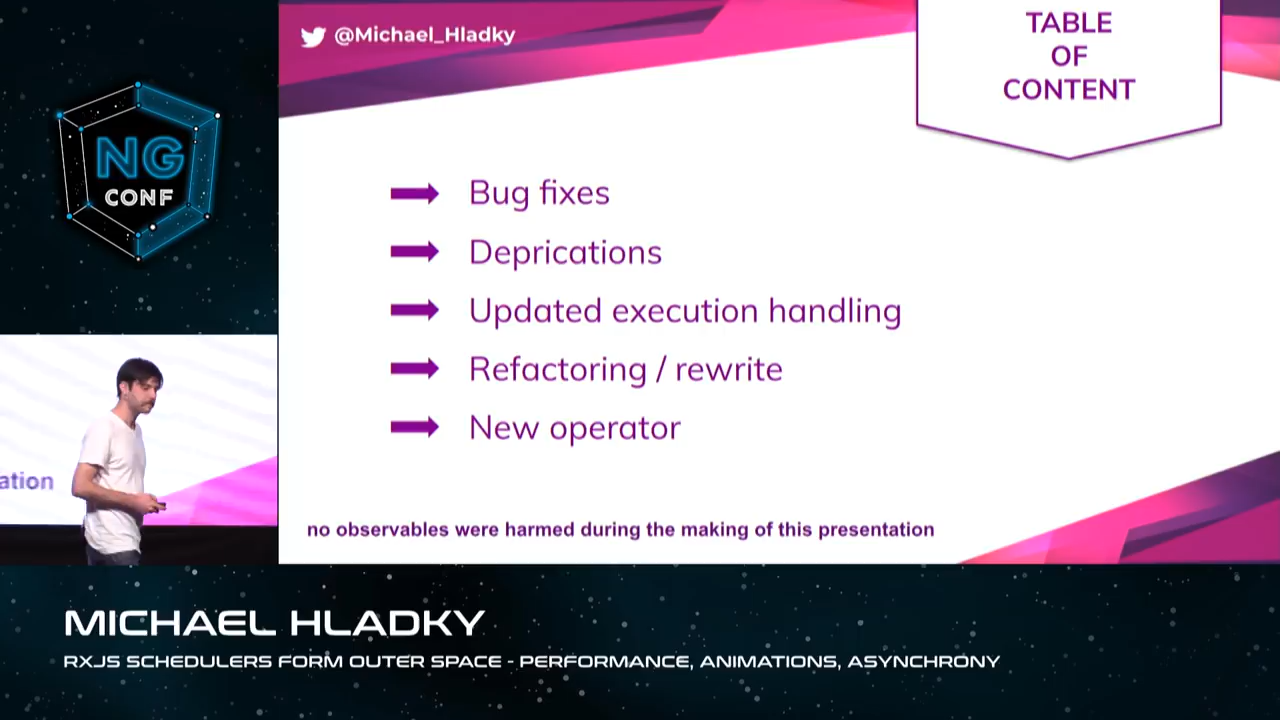 @Michael_Hladky
TABLE
OF
CONTENT
NG
CONF
Bug fixes
Deprications
Updated execution handling
Refactoring / rewrite
New operator
ation
no observables were harmed during the making of this presentation
MICHAEL HLADKY
RXJS SCHEDULERS FORM OUTER SPACE - PERFORMANCE, ANIMATIONS, ASYNCHRONY